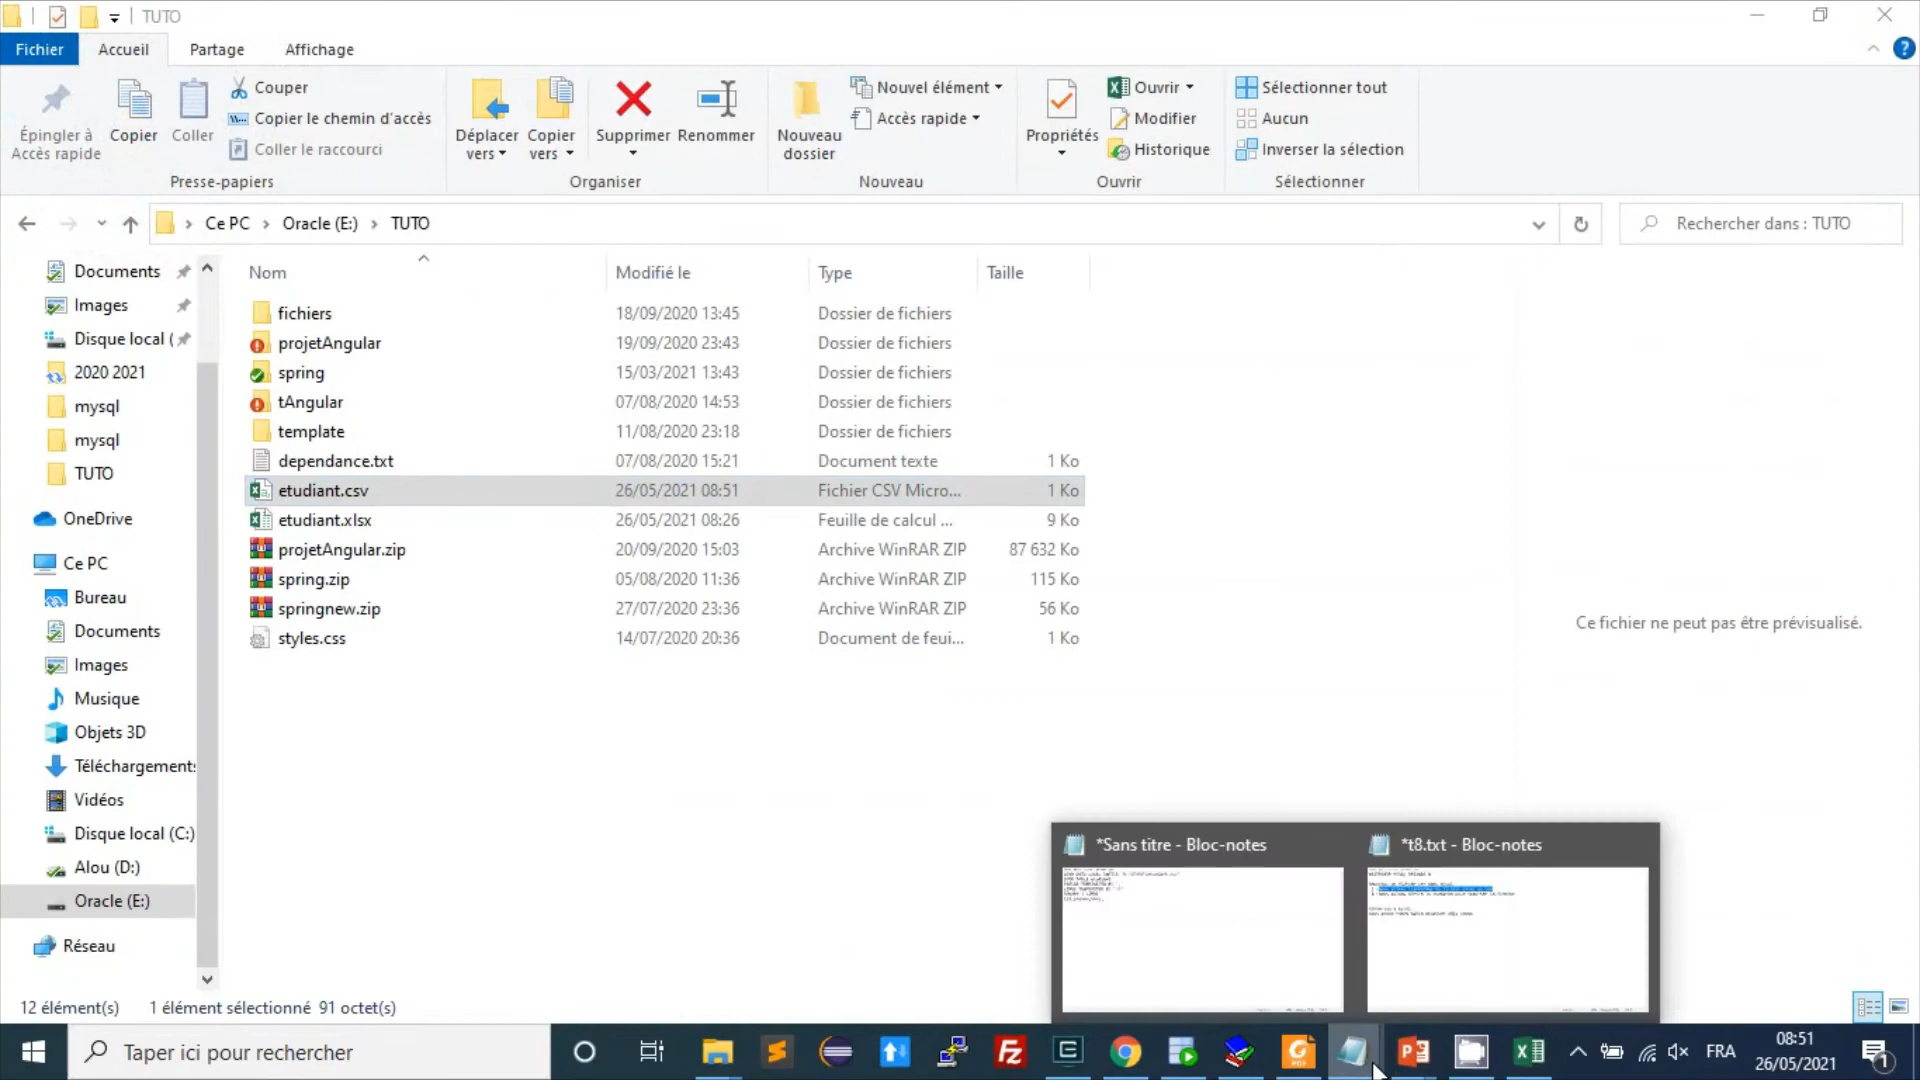 TUTO
Fichier Accueil Partage Affichage
Épingler à Accès rapide
Copier
Coller
Couper
Copier le chemin d'accès
Coller le raccourci
Presse-papiers
Déplacer vers
Copier vers
Supprimer
Renommer
Organiser
Nouveau dossier
Nouvel élément
Accès rapide
Nouveau
Propriétés
Ouvrir
Modifier
Historique
Ouvrir
Sélectionner tout
Aucun
Inverser la sélection
Sélectionner
Ce PC > Oracle (E:) > TUTO
Rechercher dans : TUTO
Documents
Images
Disque local (
2020 2021
mysql
mysql
TUTO
OneDrive
Ce PC
Bureau
Documents
Images
Musique
Objets 3D
Téléchargements
Vidéos
Disque local (C:)
Alou (D:)
Oracle (E:)
Réseau
Nom Modifié le Type Taille
fichiers 18/09/2020 13:45 Dossier de fichiers
projetAngular 19/09/2020 23:43 Dossier de fichiers
spring 15/03/2021 13:43 Dossier de fichiers
tAngular 07/08/2020 14:53 Dossier de fichiers
template 11/08/2020 23:18 Dossier de fichiers
dependance.txt 07/08/2020 15:21 Document texte 1 Ko
etudiant.csv 26/05/2021 08:51 Fichier CSV Micro... 1 Ko
etudiant.xlsx 26/05/2021 08:26 Feuille de calcul ... 9 Ko
projetAngular.zip 20/09/2020 15:03 Archive WinRAR ZIP 87 632 Ko
spring.zip 05/08/2020 11:36 Archive WinRAR ZIP 115 Ko
springnew.zip 27/07/2020 23:36 Archive WinRAR ZIP 56 Ko
styles.css 14/07/2020 20:36 Document de feui... 1 Ko
Ce fichier ne peut pas être prévisualisé.
*Sans titre - Bloc-notes
*t8.txt - Bloc-notes
12 élément(s) 1 élément sélectionné 91 octet(s)
Taper ici pour rechercher
FRA
08:51
26/05/2021
1